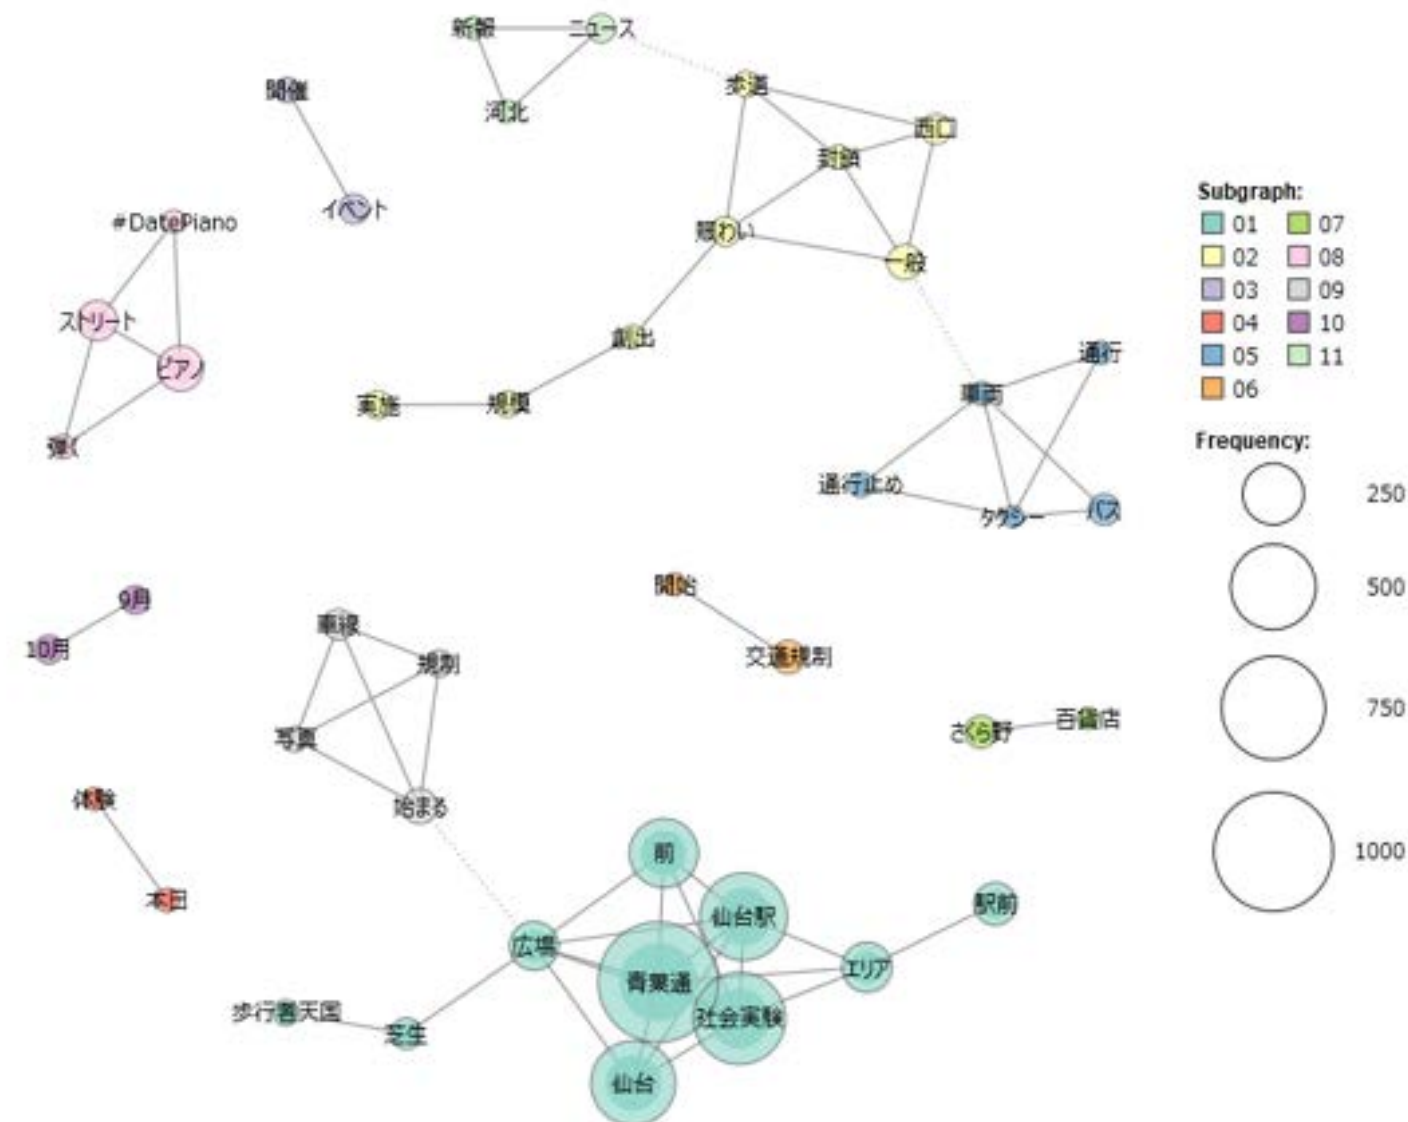 新報
ニュース
開催
歩道
河北
西口
封鎖
イベント
#DatePiano
賑わい
一般
ストリート
創出
通行
ピアノ
車両
実施
規模
弾く
通行止め
タクシー
バス
開始
9月
車線
10月
交通規制
規制
百貨店
さくら野
写真
体験
始まる
前
本日
駅前
仙台駅
広場
エリア
青葉通
歩行者天国
社会実験
芝生
仙台
Subgraph:
01 07
02 08
03 09
04 10
05 11
06
Frequency:
250
500
750
1000